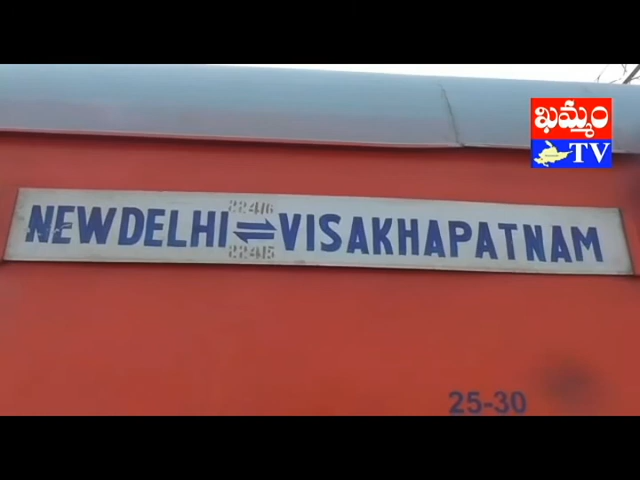 ఖమ్మం
TV
22416
NEWDELHI ⇌ VISAKHAPATNAM
22415
25-30